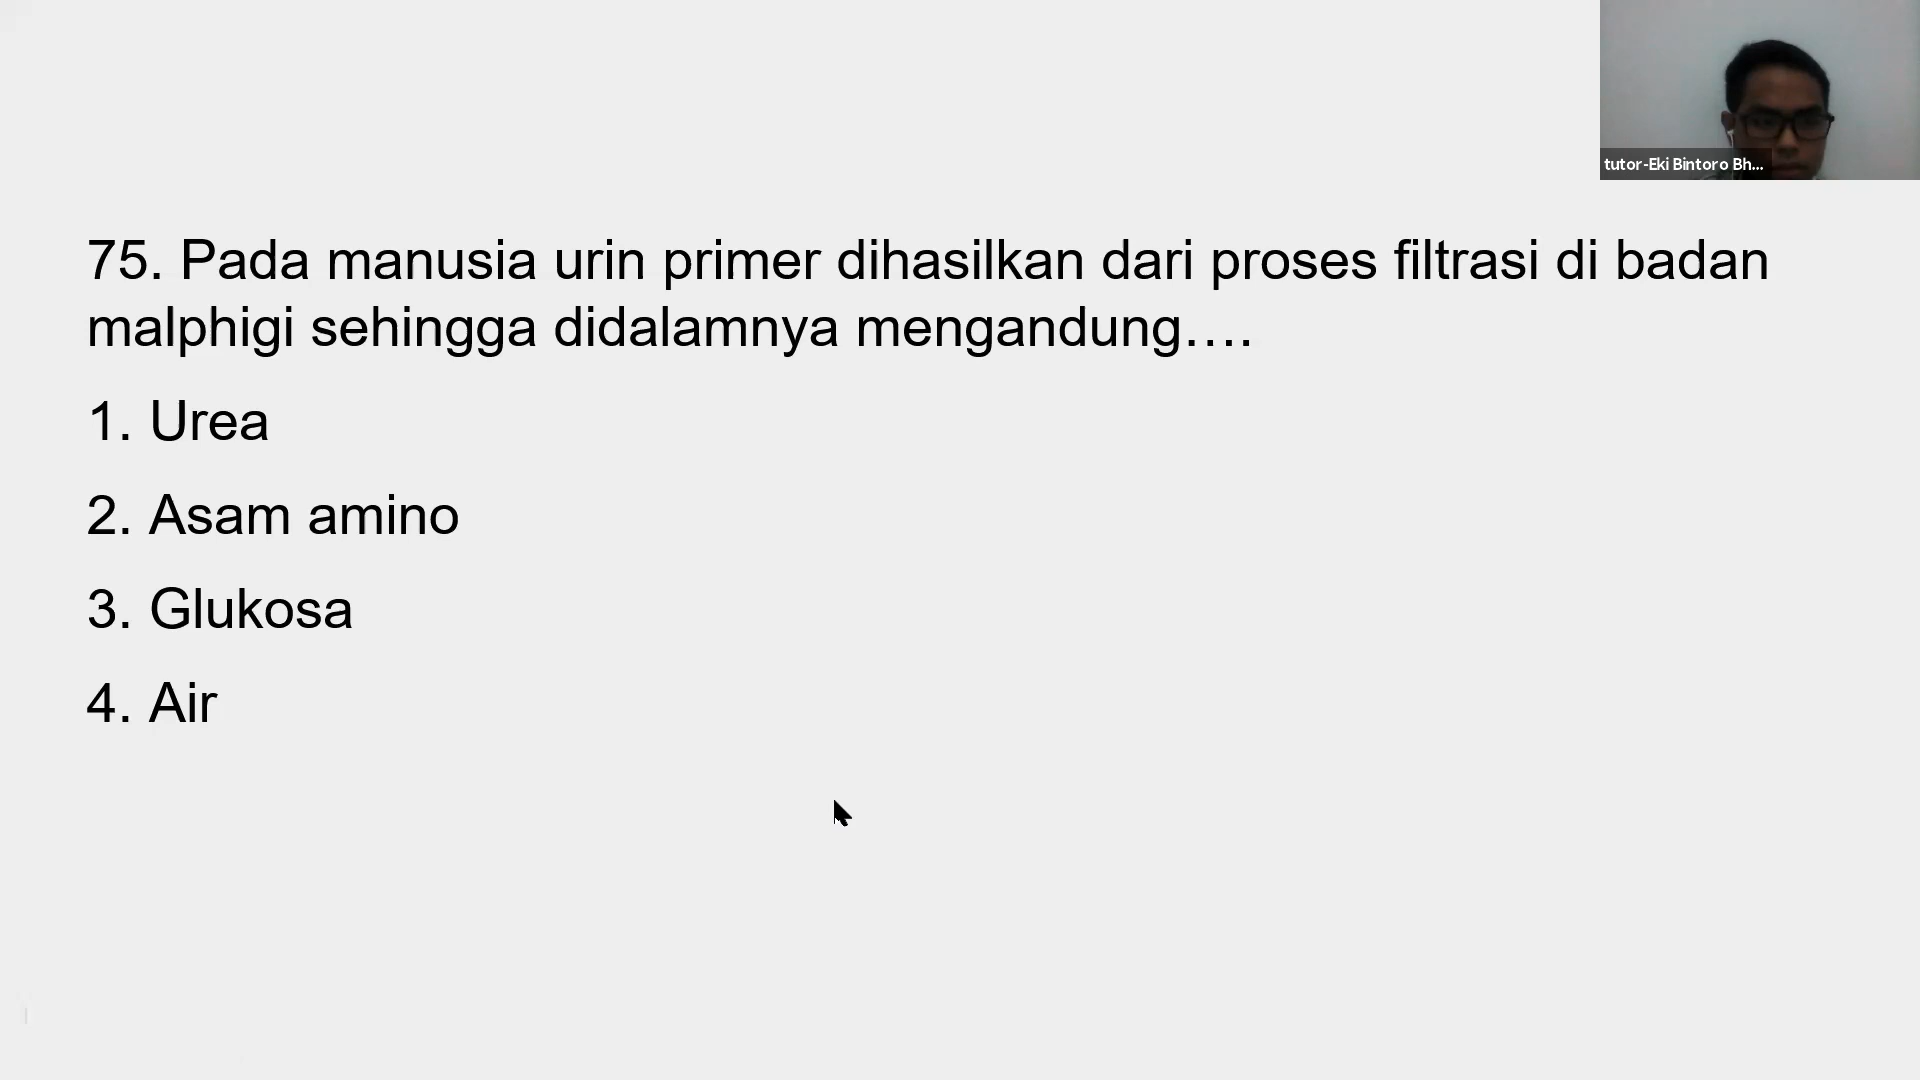 tutor-Eki Bintoro Bh...
75. Pada manusia urin primer dihasilkan dari proses filtrasi di badan
malphigi sehingga didalamnya mengandung….
1. Urea
2. Asam amino
3. Glukosa
4. Air